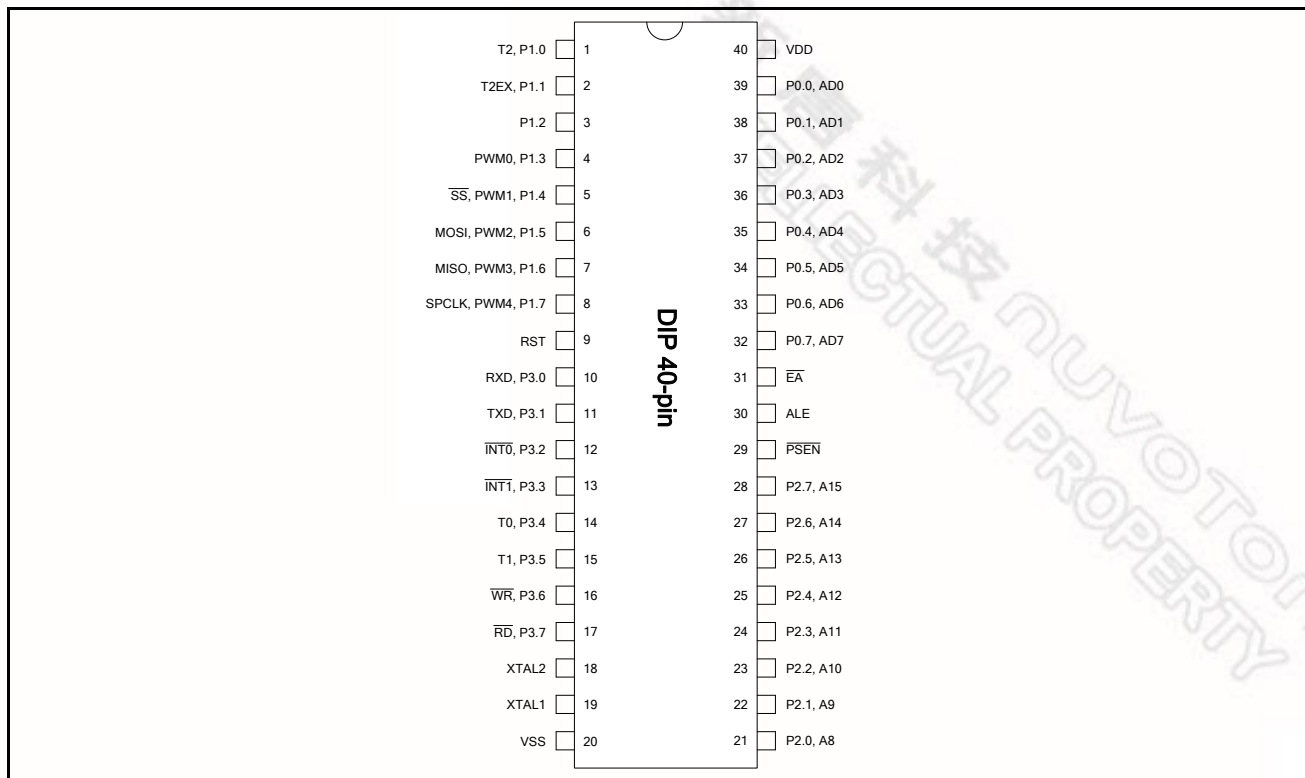 T2, P1.0 1
T2EX, P1.1 2
P1.2 3
PWM0, P1.3 4
SS, PWM1, P1.4 5
MOSI, PWM2, P1.5 6
MISO, PWM3, P1.6 7
SPCLK, PWM4, P1.7 8
RST 9
RXD, P3.0 10
TXD, P3.1 11
INT0, P3.2 12
INT1, P3.3 13
T0, P3.4 14
T1, P3.5 15
WR, P3.6 16
RD, P3.7 17
XTAL2 18
XTAL1 19
VSS 20
DIP 40-pin
40 VDD
39 P0.0, AD0
38 P0.1, AD1
37 P0.2, AD2
36 P0.3, AD3
35 P0.4, AD4
34 P0.5, AD5
33 P0.6, AD6
32 P0.7, AD7
31 EA
30 ALE
29 PSEN
28 P2.7, A15
27 P2.6, A14
26 P2.5, A13
25 P2.4, A12
24 P2.3, A11
23 P2.2, A10
22 P2.1, A9
21 P2.0, A8
唐科技 nuvoTon
PROPERTY